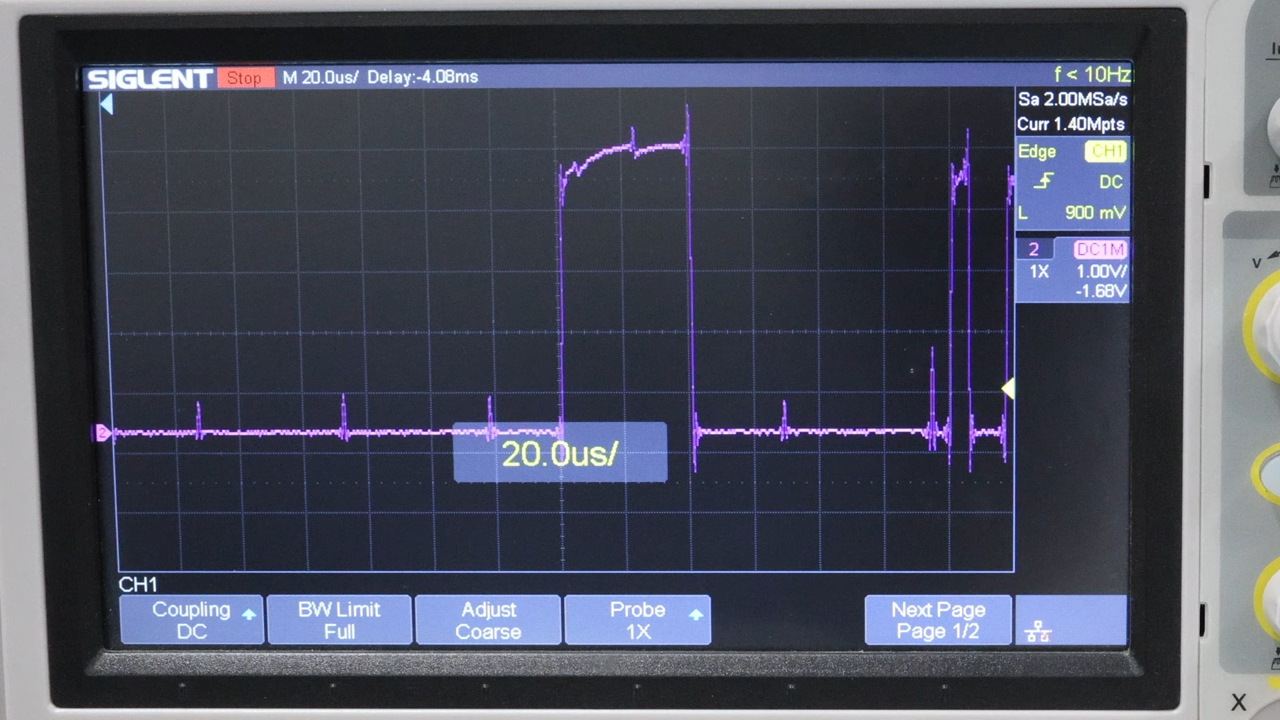 SIGLENT Stop M 20.0us/ Delay:-4.08ms f < 10Hz
Sa 2.00MSa/s
Curr 1.40Mpts
Edge CH1
DC
L 900 mV
2 DC1M
1X 1.00V/
-1.68V
2
20.0us/
CH1
Coupling
DC
BW Limit
Full
Adjust
Coarse
Probe
1X
Next Page
Page 1/2
V
X